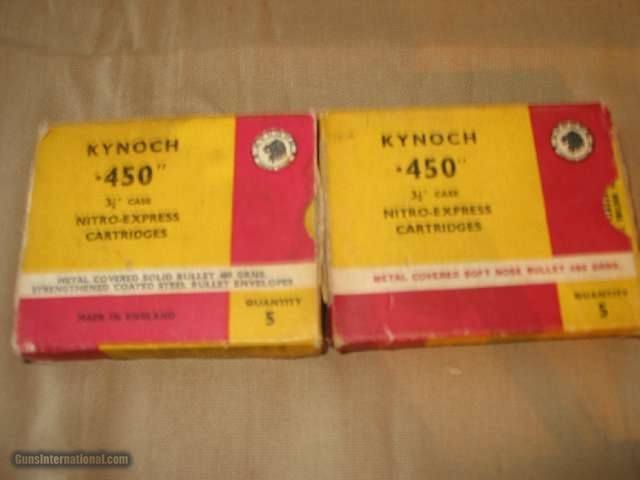 KYNOCH
·450"
3¼" CASE
NITRO-EXPRESS
CARTRIDGES
METAL COVERED SOLID BULLET 480 GRNS.
STRENGTHENED COATED STEEL BULLET ENVELOPES
QUANTITY
5
MADE IN ENGLAND
KYNOCH
·450"
3¼" CASE
NITRO-EXPRESS
CARTRIDGES
METAL COVERED SOFT NOSE BULLET 480 GRNS.
QUANTITY
5
GunsInternational.com